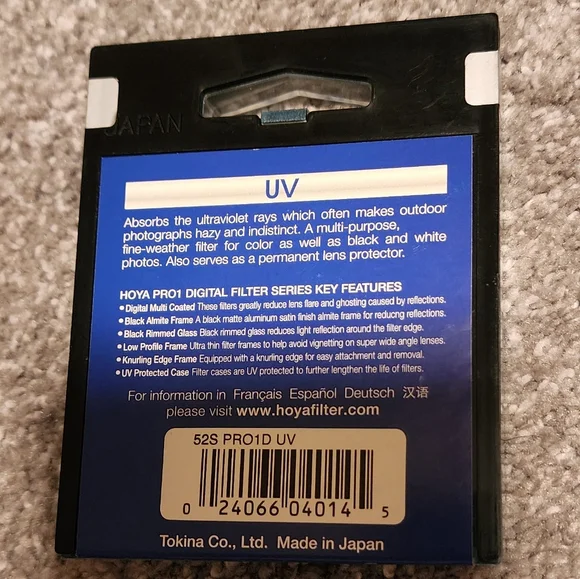 JAPAN
UV
Absorbs the ultraviolet rays which often makes outdoor
photographs hazy and indistinct. A multi-purpose,
fine-weather filter for color as well as black and white
photos. Also serves as a permanent lens protector.
HOYA PRO1 DIGITAL FILTER SERIES KEY FEATURES
• Digital Multi Coated These filters greatly reduce lens flare and ghosting caused by reflections.
• Black Almite Frame A black matte aluminum satin finish almite frame for reducng reflections.
• Black Rimmed Glass Black rimmed glass reduces light reflection around the filter edge.
• Low Profile Frame Ultra thin filter frames to help avoid vignetting on super wide angle lenses.
• Knurling Edge Frame Equipped with a knurling edge for easy attachment and removal.
• UV Protected Case Filter cases are UV protected to further lengthen the life of filters.
For information in Français Español Deutsch 汉语
please visit www.hoyafilter.com
52S PRO1D UV
0 24066 04014 5
Tokina Co., Ltd. Made in Japan